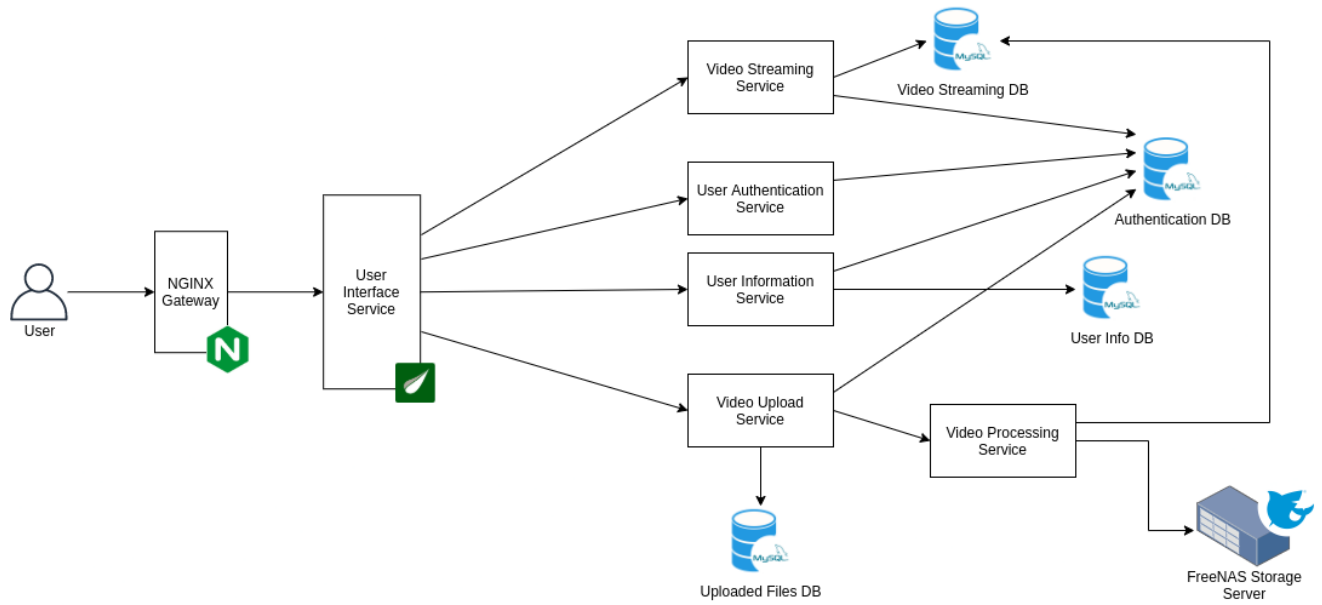 Video Streaming
Service
MySQL
Video Streaming DB
User Authentication
Service
MySQL
Authentication DB
NGINX
Gateway
N
User
User
Interface
Service
User Information
Service
MySQL
User Info DB
Video Upload
Service
Video Processing
Service
MySQL
Uploaded Files DB
FreeNAS Storage
Server